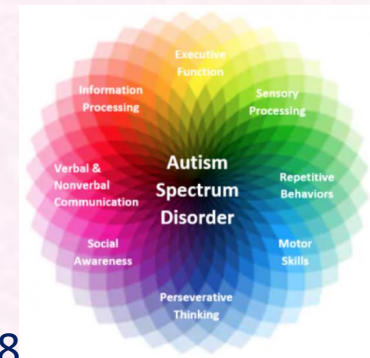 Executive
Function
Information
Processing
Sensory
Processing
Verbal &
Nonverbal
Communication
Autism
Spectrum
Disorder
Repetitive
Behaviors
Social
Awareness
Motor
Skills
Perseverative
Thinking
8